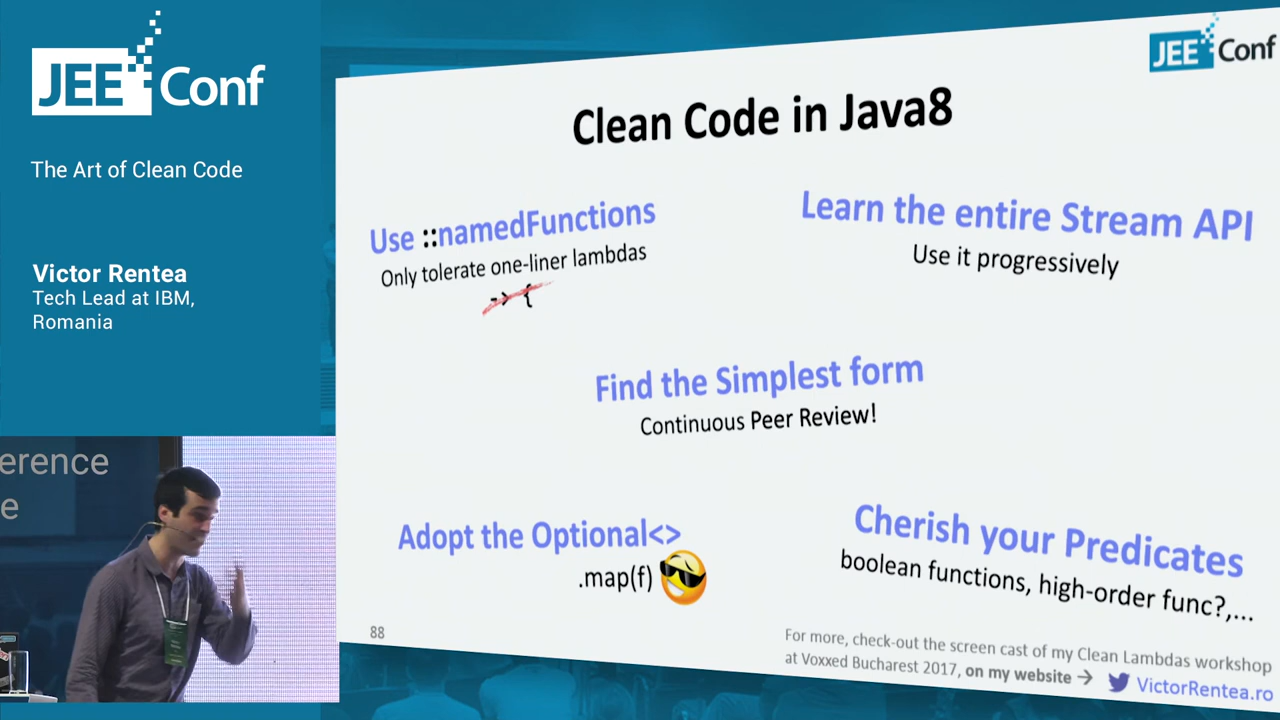 JEE Conf
The Art of Clean Code
Victor Rentea
Tech Lead at IBM,
Romania
erence
e
JEE Conf
Clean Code in Java8
Use ::namedFunctions
Only tolerate one-liner lambdas
-> {
Learn the entire Stream API
Use it progressively
Find the Simplest form
Continuous Peer Review!
Adopt the Optional<>
.map(f)
Cherish your Predicates
boolean functions, high-order func?,...
88
For more, check-out the screen cast of my Clean Lambdas workshop
at Voxxed Bucharest 2017, on my website →
VictorRentea.ro